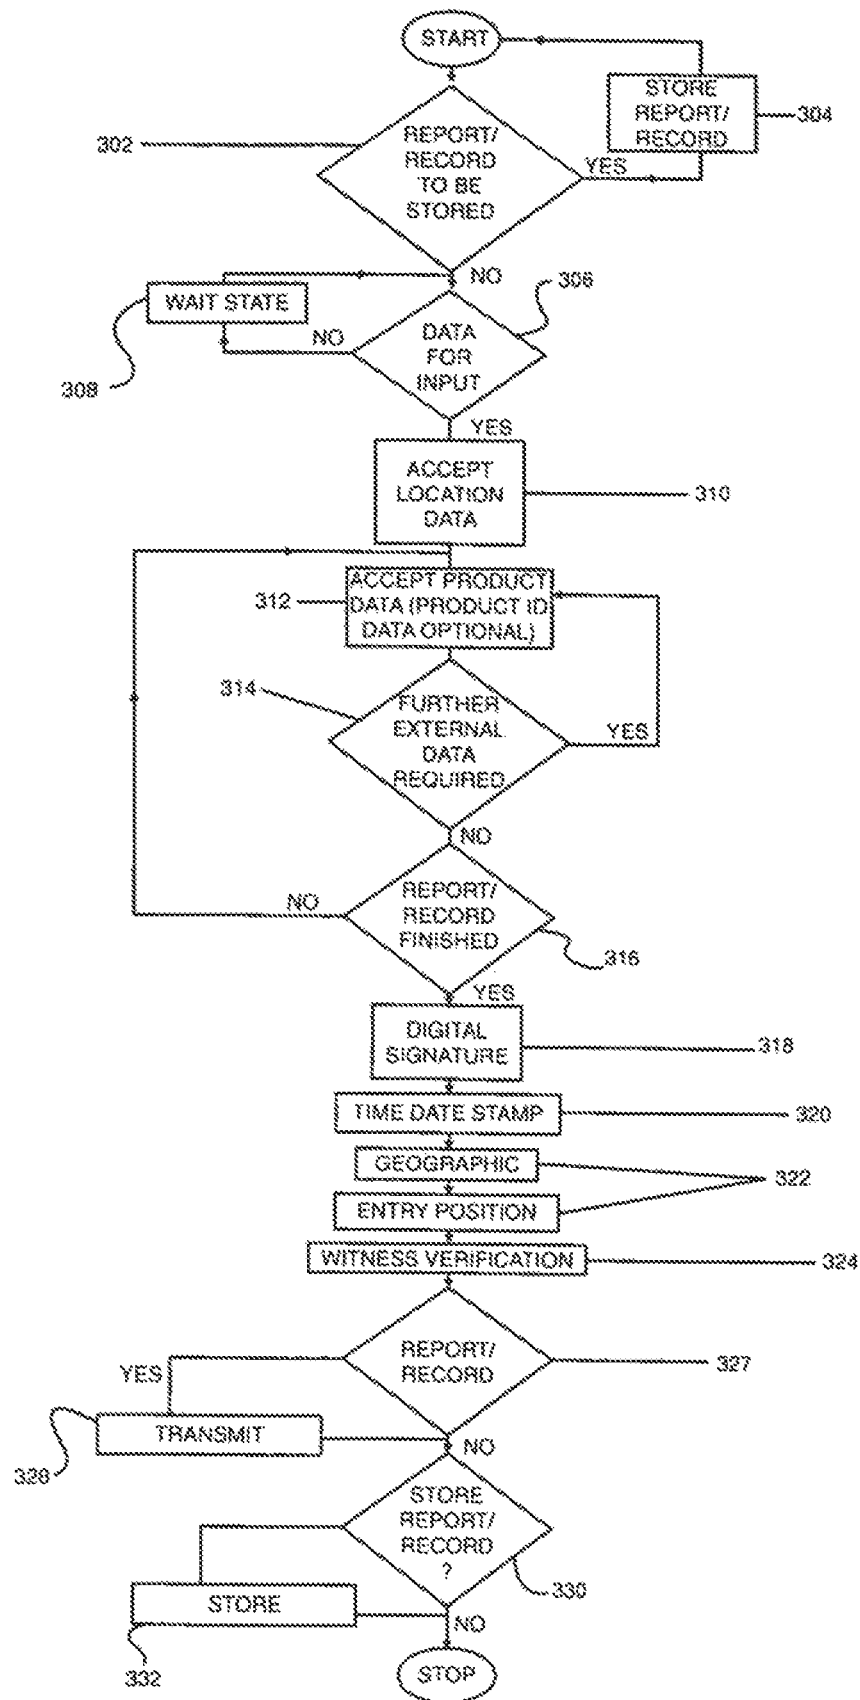 START
STORE
REPORT/
RECORD
304
302
REPORT/
RECORD
TO BE
STORED
YES
NO
306
WAIT STATE
NO
DATA
FOR
INPUT
308
YES
ACCEPT
LOCATION
DATA
310
ACCEPT PRODUCT
DATA (PRODUCT ID
DATA OPTIONAL)
312
314
FURTHER
EXTERNAL
DATA
REQUIRED
YES
NO
NO
REPORT/
RECORD
FINISHED
316
YES
DIGITAL
SIGNATURE
318
TIME DATE STAMP
320
GEOGRAPHIC
322
ENTRY POSITION
WITNESS VERIFICATION
324
REPORT/
RECORD
327
YES
TRANSMIT
NO
328
STORE
REPORT/
RECORD
?
330
STORE
NO
332
STOP